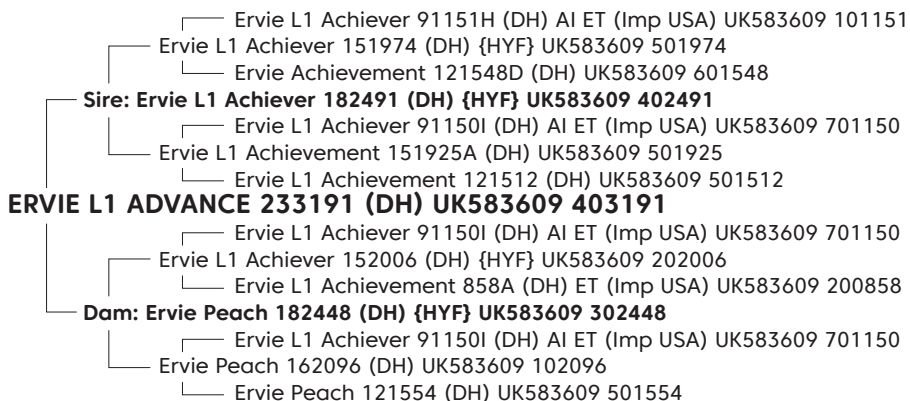 Ervie L1 Achiever 91151H (DH) AI ET (Imp USA) UK583609 101151
Ervie L1 Achiever 151974 (DH) {HYF} UK583609 501974
Ervie Achievement 121548D (DH) UK583609 601548
Sire: Ervie L1 Achiever 182491 (DH) {HYF} UK583609 402491
Ervie L1 Achiever 91150I (DH) AI ET (Imp USA) UK583609 701150
Ervie L1 Achievement 151925A (DH) UK583609 501925
Ervie L1 Achievement 121512 (DH) UK583609 501512
ERVIE L1 ADVANCE 233191 (DH) UK583609 403191
Ervie L1 Achiever 91150I (DH) AI ET (Imp USA) UK583609 701150
Ervie L1 Achiever 152006 (DH) {HYF} UK583609 202006
Ervie L1 Achievement 858A (DH) ET (Imp USA) UK583609 200858
Dam: Ervie Peach 182448 (DH) {HYF} UK583609 302448
Ervie L1 Achiever 91150I (DH) AI ET (Imp USA) UK583609 701150
Ervie Peach 162096 (DH) UK583609 102096
Ervie Peach 121554 (DH) UK583609 501554